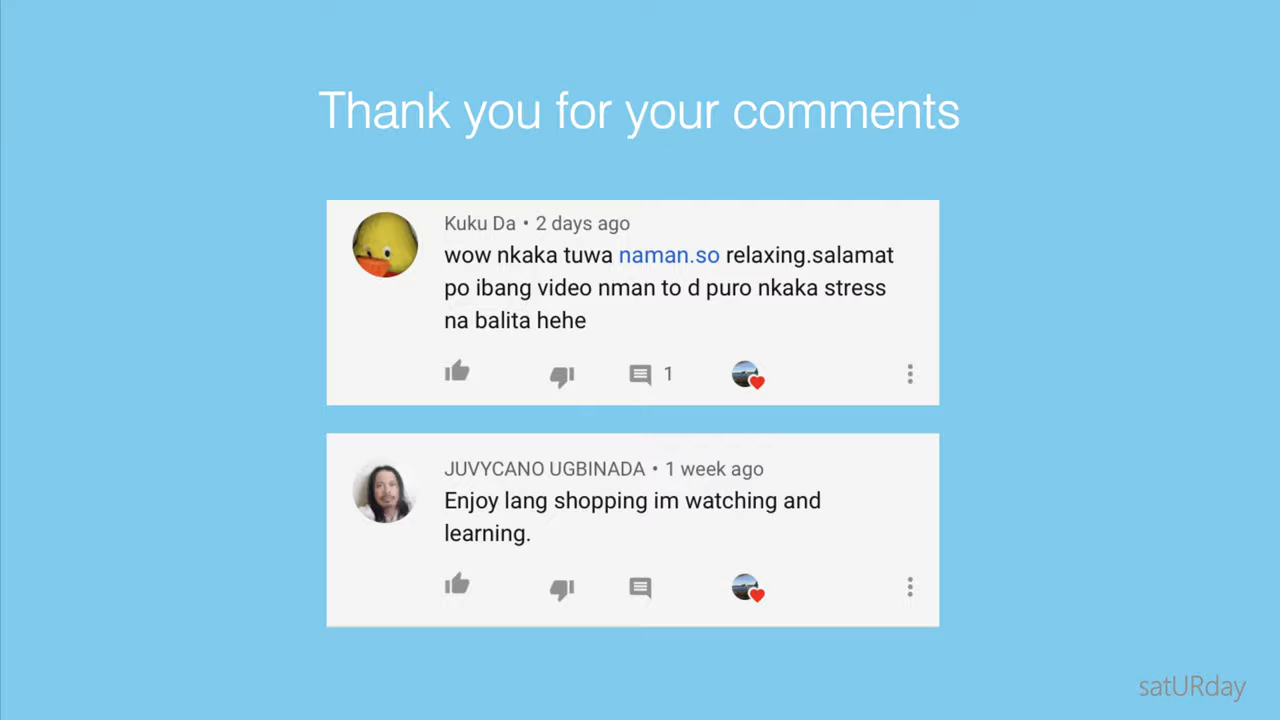 Thank you for your comments
Kuku Da • 2 days ago
wow nkaka tuwa naman.so relaxing.salamat
po ibang video nman to d puro nkaka stress
na balita hehe
1
JUVYCANO UGBINADA • 1 week ago
Enjoy lang shopping im watching and
learning.
satURday